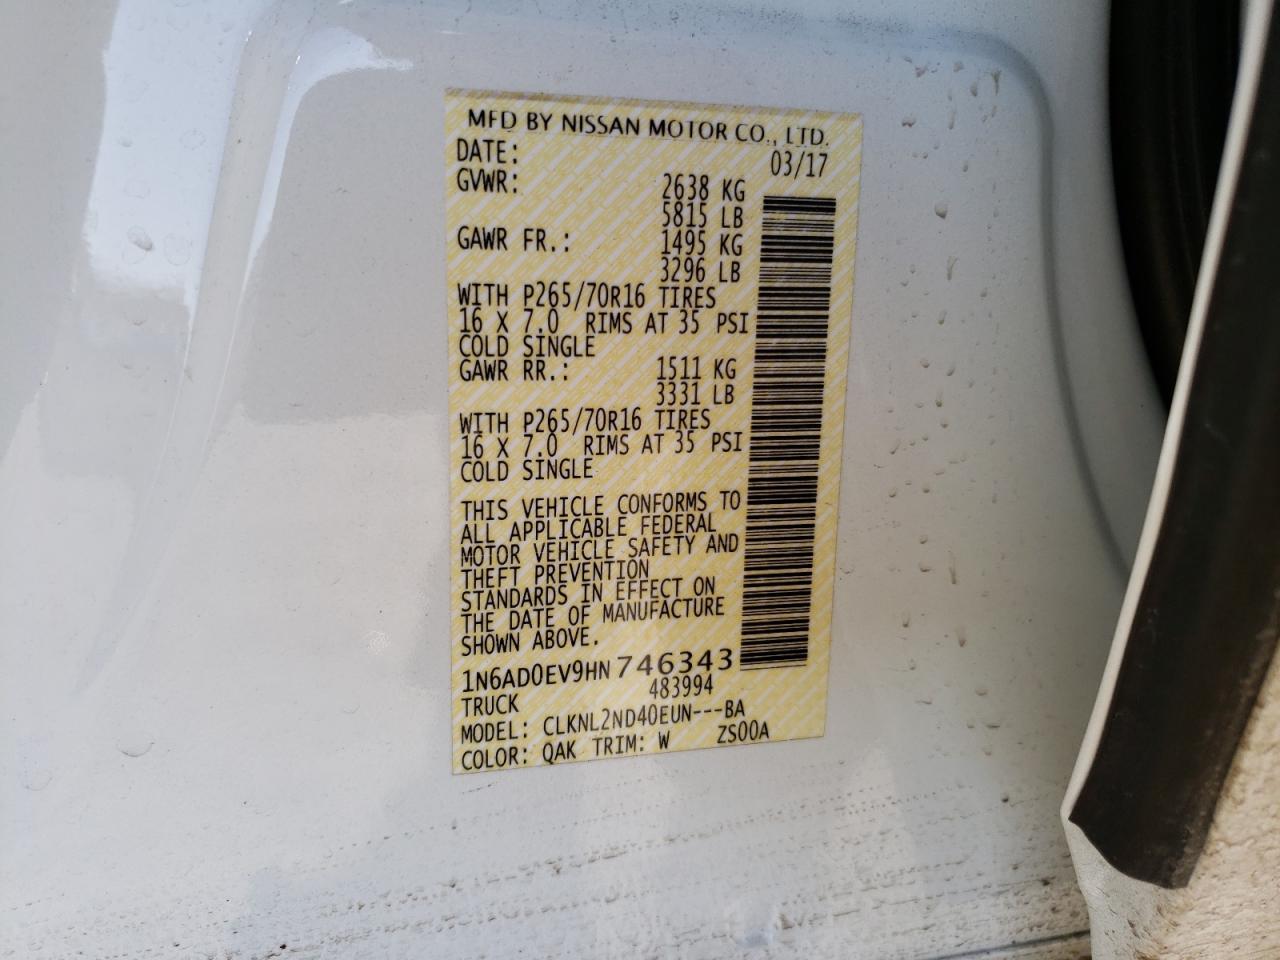 MFD BY NISSAN MOTOR CO., LTD.
DATE: 03/17
GVWR: 2638 KG
5815 LB
GAWR FR.: 1495 KG
3296 LB
WITH P265/70R16 TIRES
16 X 7.0 RIMS AT 35 PSI
COLD SINGLE
GAWR RR.: 1511 KG
3331 LB
WITH P265/70R16 TIRES
16 X 7.0 RIMS AT 35 PSI
COLD SINGLE
THIS VEHICLE CONFORMS TO
ALL APPLICABLE FEDERAL
MOTOR VEHICLE SAFETY AND
THEFT PREVENTION
STANDARDS IN EFFECT ON
THE DATE OF MANUFACTURE
SHOWN ABOVE.
1N6AD0EV9HN 746343
TRUCK 483994
MODEL: CLKNL2ND40EUN---BA
COLOR: QAK TRIM: W ZS00A